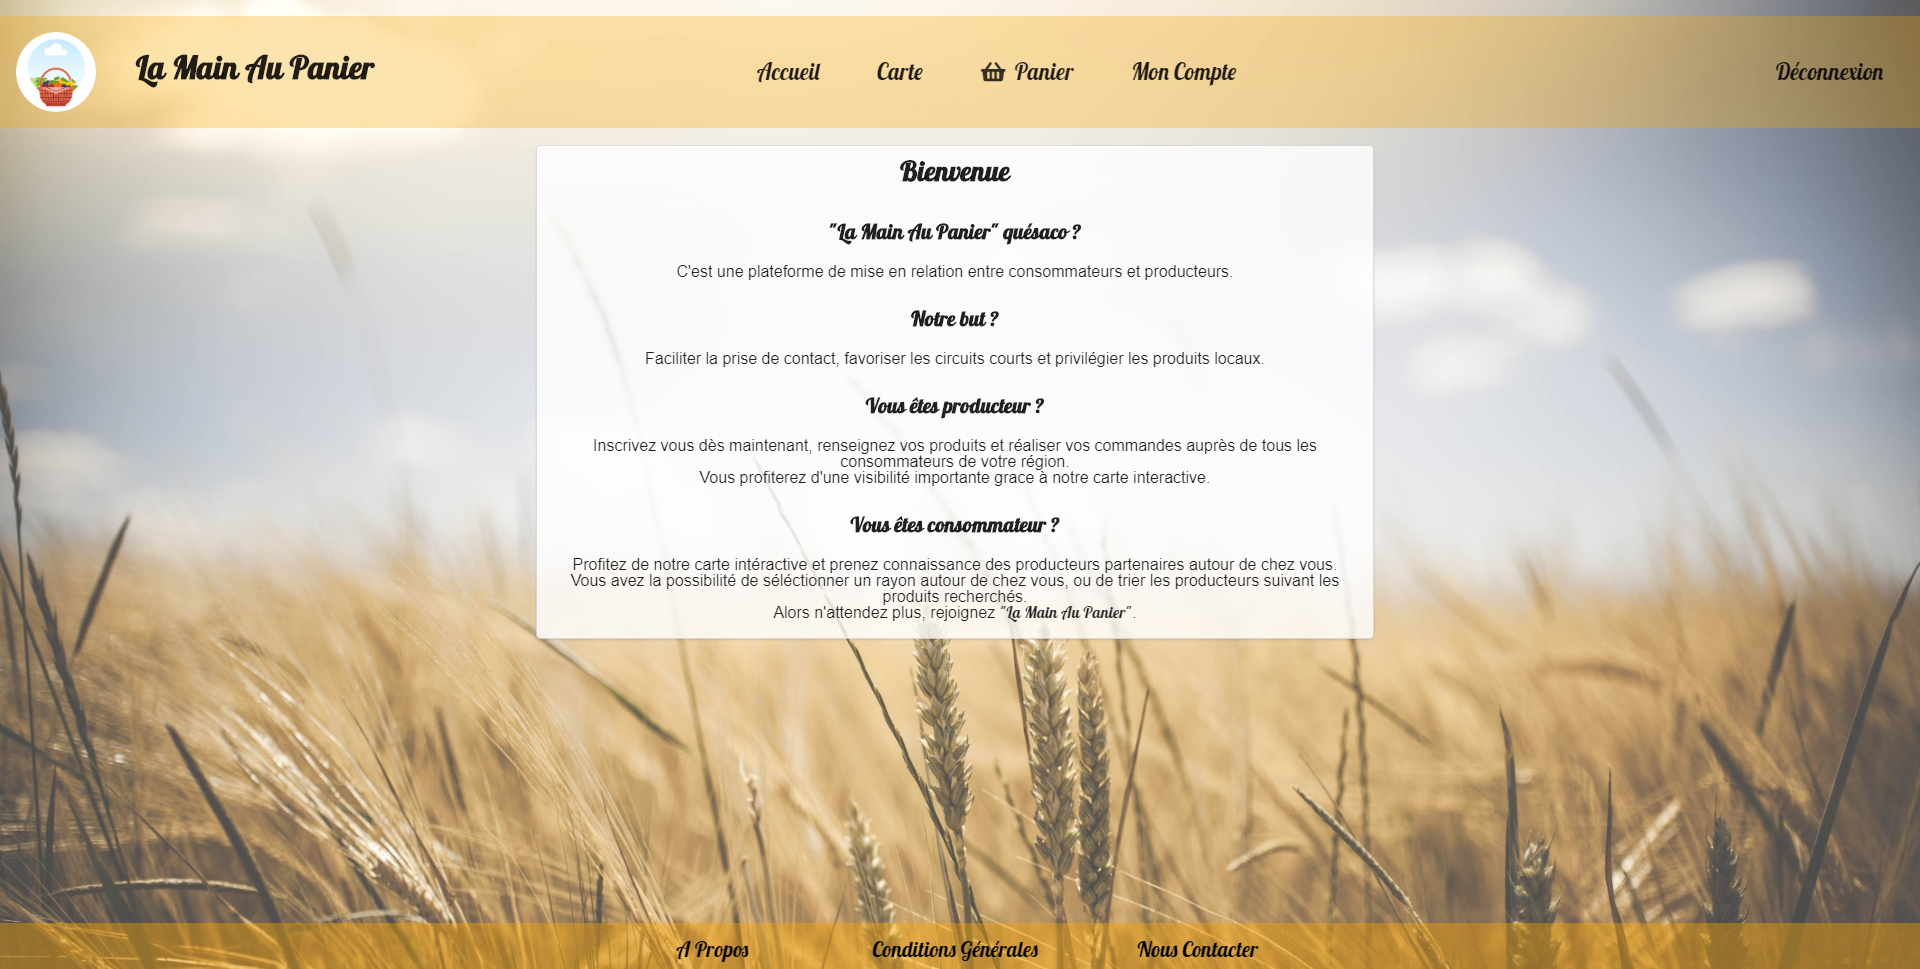 La Main Au Panier
Accueil
Carte
Panier
Mon Compte
Déconnexion
Bienvenue
"La Main Au Panier" quésaco ?
C'est une plateforme de mise en relation entre consommateurs et producteurs.
Notre but ?
Faciliter la prise de contact, favoriser les circuits courts et privilégier les produits locaux.
Vous êtes producteur ?
Inscrivez vous dès maintenant, renseignez vos produits et réaliser vos commandes auprès de tous les
consommateurs de votre région.
Vous profiterez d'une visibilité importante grace à notre carte interactive.
Vous êtes consommateur ?
Profitez de notre carte intéractive et prenez connaissance des producteurs partenaires autour de chez vous.
Vous avez la possibilité de séléctionner un rayon autour de chez vous, ou de trier les producteurs suivant les
produits recherchés.
Alors n'attendez plus, rejoignez "La Main Au Panier".
A Propos
Conditions Générales
Nous Contacter